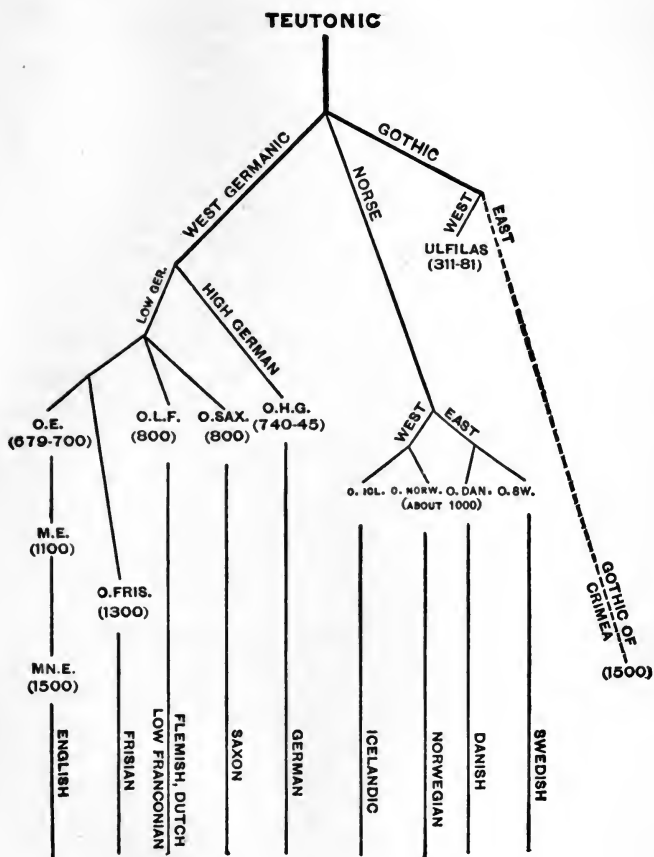 TEUTONIC
WEST GERMANIC
NORSE
GOTHIC
WEST
EAST
ULFILAS
(311-81)
LOW GER.
HIGH GERMAN
O.E.
(679-700)
O.L.F.
(800)
O.SAX.
(800)
O.H.G.
(740-45)
WEST
EAST
O. ICL. O. NORW. O. DAN. O. SW.
(ABOUT 1000)
M.E.
(1100)
O.FRIS.
(1300)
GOTHIC OF
CRIMEA
(1500)
MN.E.
(1500)
ENGLISH
FRISIAN
FLEMISH, DUTCH
LOW FRANCONIAN
SAXON
GERMAN
ICELANDIC
NORWEGIAN
DANISH
SWEDISH